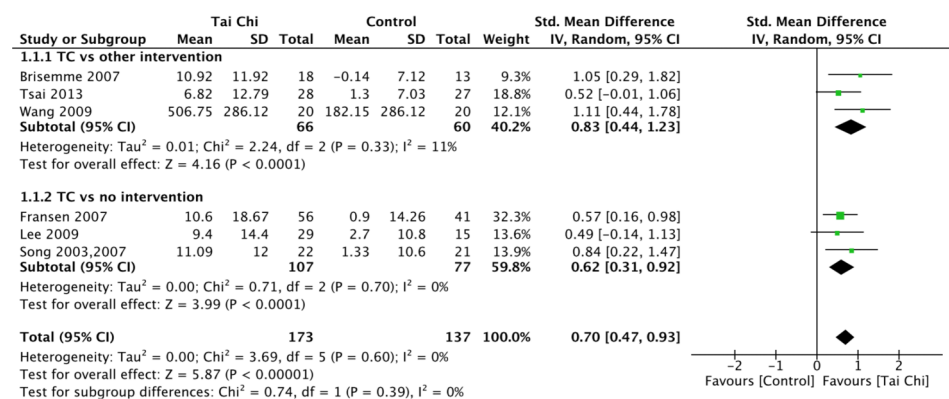 Tai Chi Control Std. Mean Difference Std. Mean Difference
Study or Subgroup Mean SD Total Mean SD Total Weight IV, Random, 95% CI IV, Random, 95% CI
1.1.1 TC vs other intervention
Brisemme 2007 10.92 11.92 18 −0.14 7.12 13 9.3% 1.05 [0.29, 1.82]
Tsai 2013 6.82 12.79 28 1.3 7.03 27 18.8% 0.52 [−0.01, 1.06]
Wang 2009 506.75 286.12 20 182.15 286.12 20 12.1% 1.11 [0.44, 1.78]
Subtotal (95% CI) 66 60 40.2% 0.83 [0.44, 1.23]
Heterogeneity: Tau² = 0.01; Chi² = 2.24, df = 2 (P = 0.33); I² = 11%
Test for overall effect: Z = 4.16 (P < 0.0001)
1.1.2 TC vs no intervention
Fransen 2007 10.6 18.67 56 0.9 14.26 41 32.3% 0.57 [0.16, 0.98]
Lee 2009 9.4 14.4 29 2.7 10.8 15 13.6% 0.49 [−0.14, 1.13]
Song 2003,2007 11.09 12 22 1.33 10.6 21 13.9% 0.84 [0.22, 1.47]
Subtotal (95% CI) 107 77 59.8% 0.62 [0.31, 0.92]
Heterogeneity: Tau² = 0.00; Chi² = 0.71, df = 2 (P = 0.70); I² = 0%
Test for overall effect: Z = 3.99 (P < 0.0001)
Total (95% CI) 173 137 100.0% 0.70 [0.47, 0.93]
Heterogeneity: Tau² = 0.00; Chi² = 3.69, df = 5 (P = 0.60); I² = 0%
Test for overall effect: Z = 5.87 (P < 0.00001)
Test for subgroup differences: Chi² = 0.74, df = 1 (P = 0.39), I² = 0%
−2 −1 0 1 2
Favours [Control] Favours [Tai Chi]